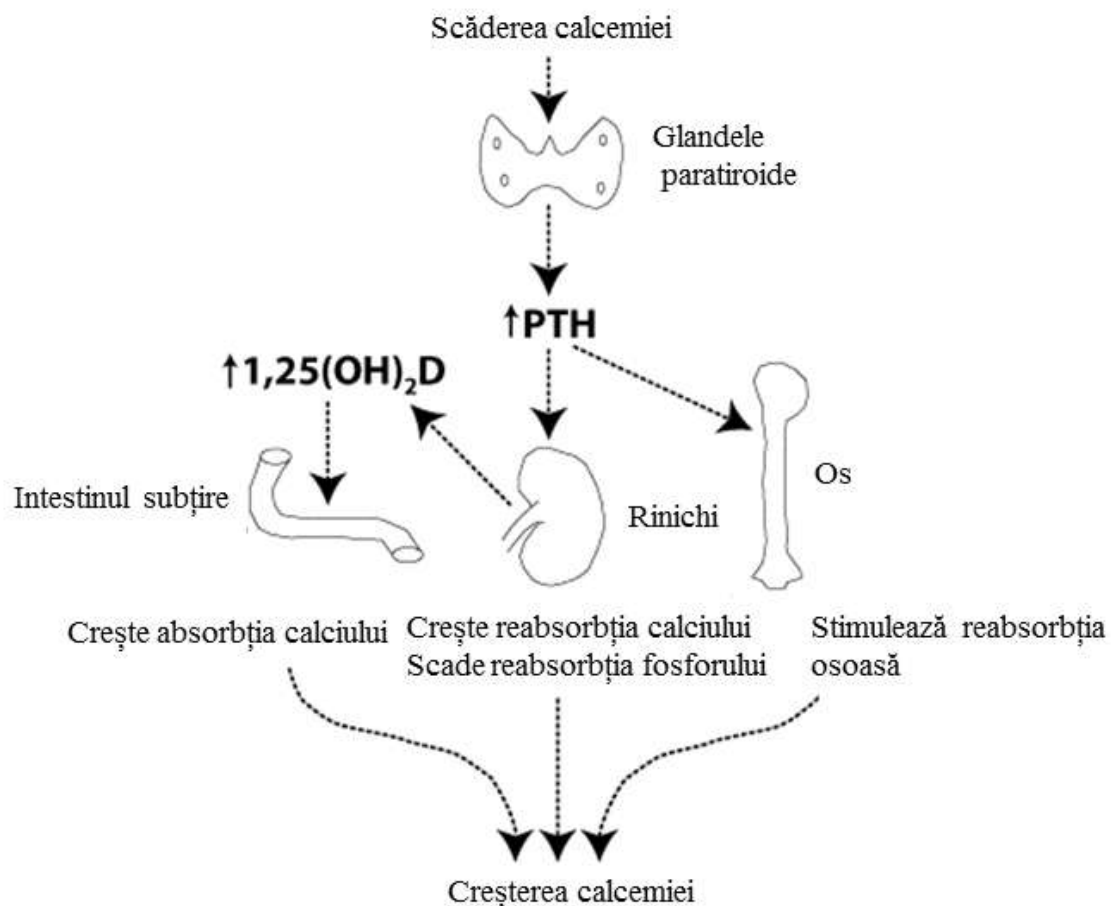 Scăderea calcemiei
Glandele
paratiroide
↑PTH
↑1,25(OH)₂D
Intestinul subțire
Rinichi
Os
Crește absorbția calciului
Crește reabsorbția calciului
Scade reabsorbția fosforului
Stimulează reabsorbția
osoasă
Creșterea calcemiei